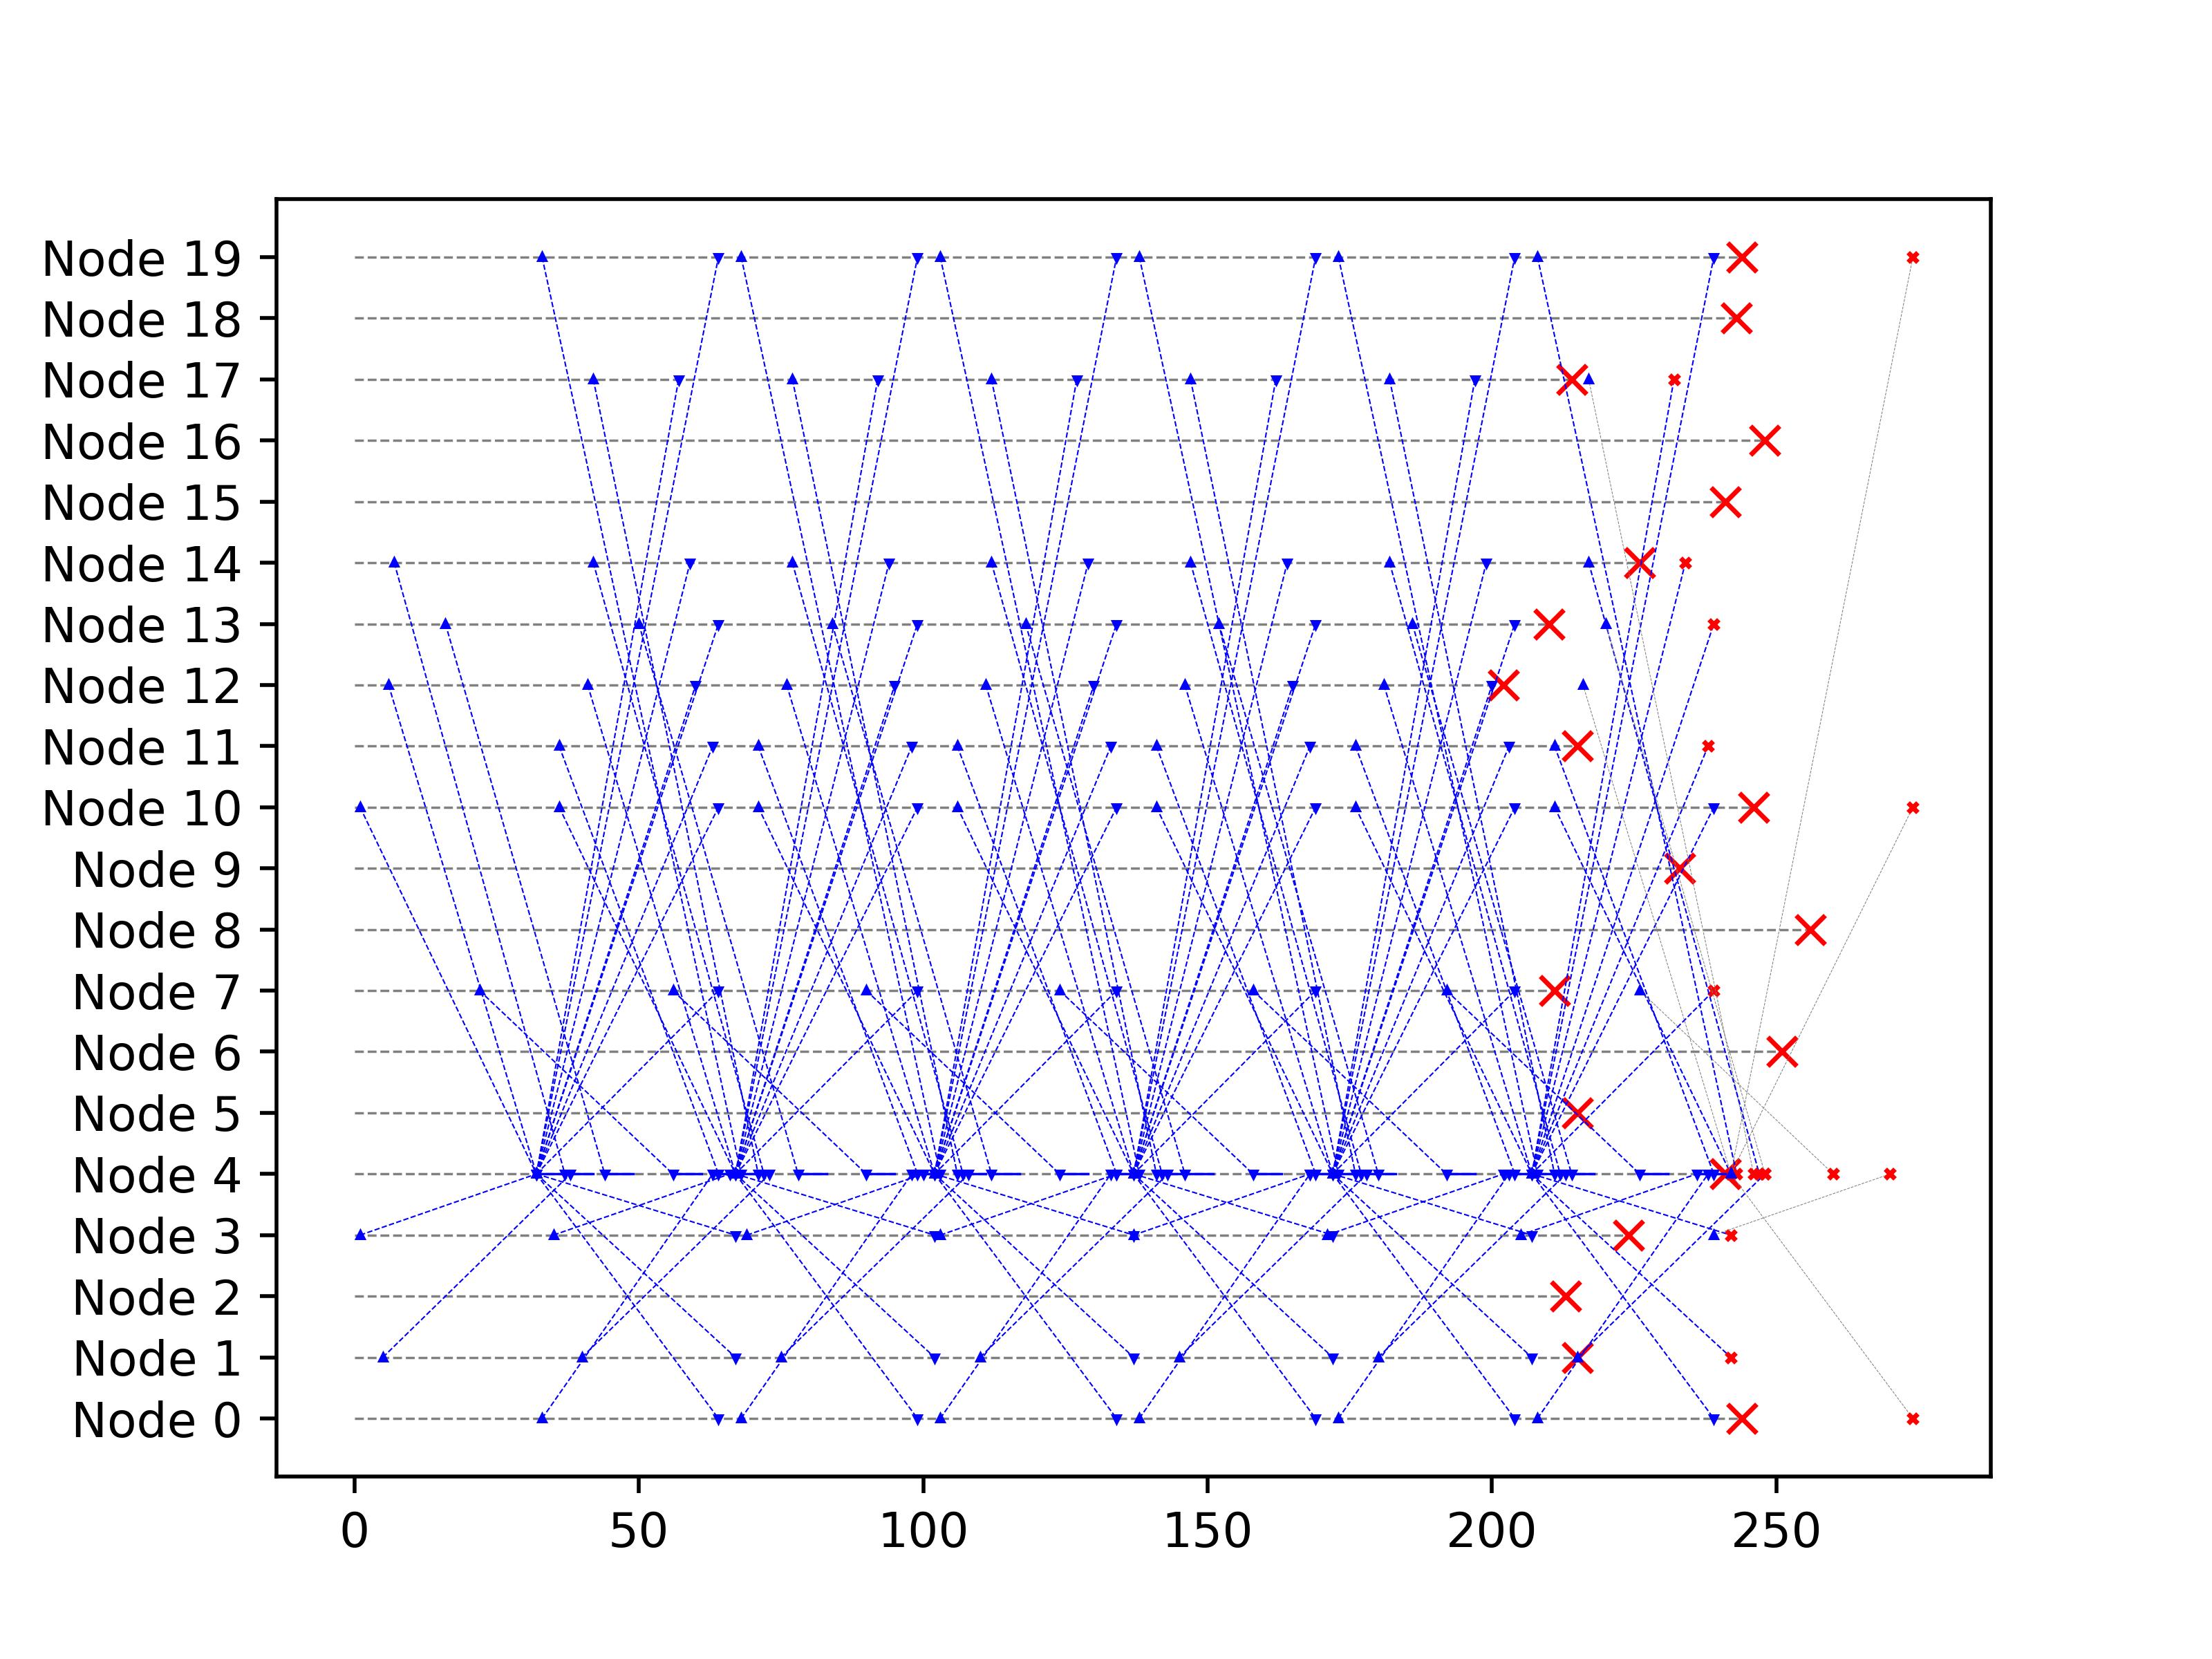 Node 19
Node 18
Node 17
Node 16
Node 15
Node 14
Node 13
Node 12
Node 11
Node 10
Node 9
Node 8
Node 7
Node 6
Node 5
Node 4
Node 3
Node 2
Node 1
Node 0
0 50 100 150 200 250